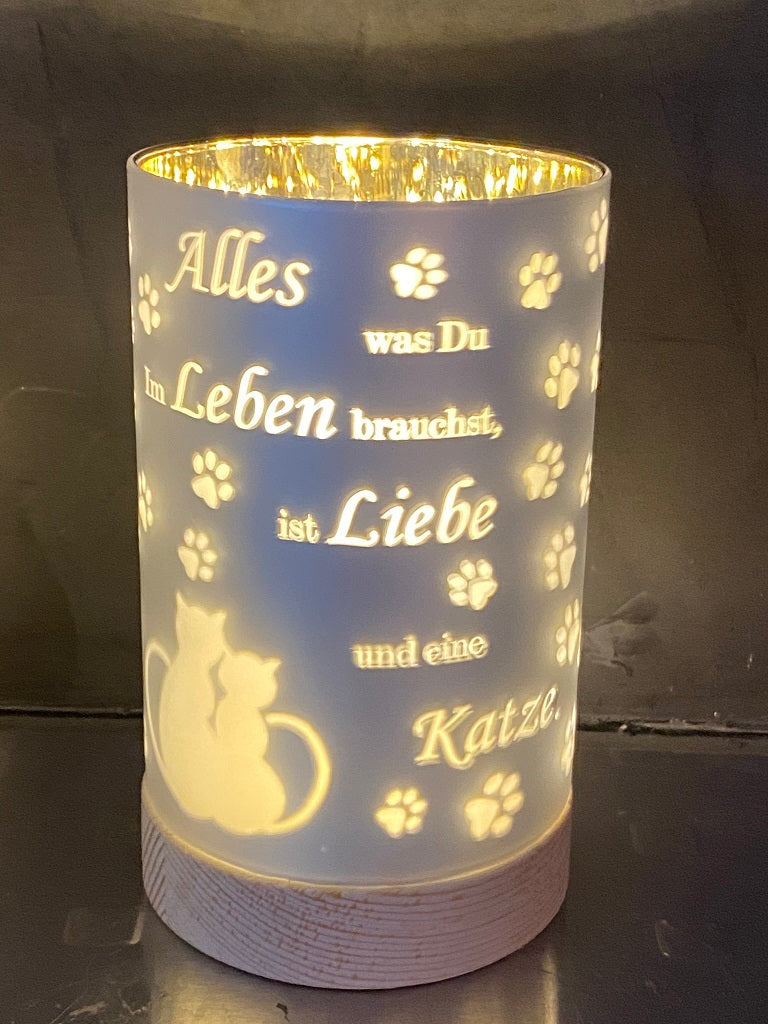 Alles
was Du
Im Leben brauchst,
ist Liebe
und eine
Katze.